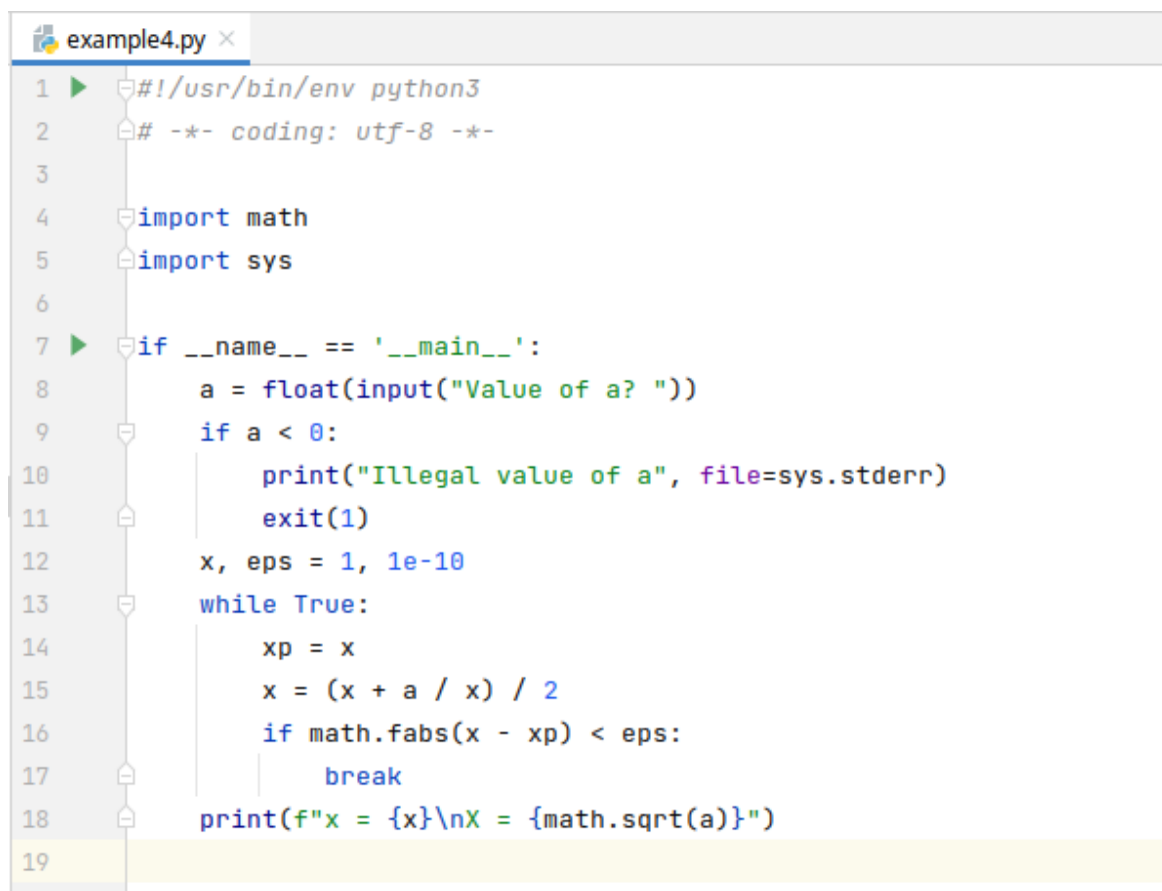 example4.py
1 #!/usr/bin/env python3
2 # -*- coding: utf-8 -*-
3
4 import math
5 import sys
6
7 if __name__ == '__main__':
8     a = float(input("Value of a? "))
9     if a < 0:
10         print("Illegal value of a", file=sys.stderr)
11         exit(1)
12     x, eps = 1, 1e-10
13     while True:
14         xp = x
15         x = (x + a / x) / 2
16         if math.fabs(x - xp) < eps:
17             break
18     print(f"x = {x}\nX = {math.sqrt(a)}")
19